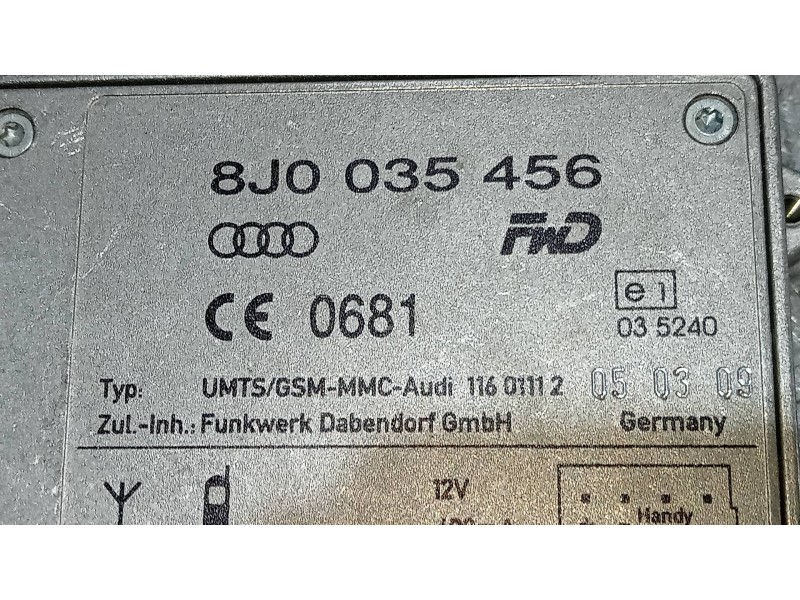 8J0 035 456
FWD
CE 0681
e1
03 5240
Typ: UMTS/GSM-MMC-Audi 116 0111 2 05 03 09
Zul.-Inh.: Funkwerk Dabendorf GmbH Germany
12V
Handy